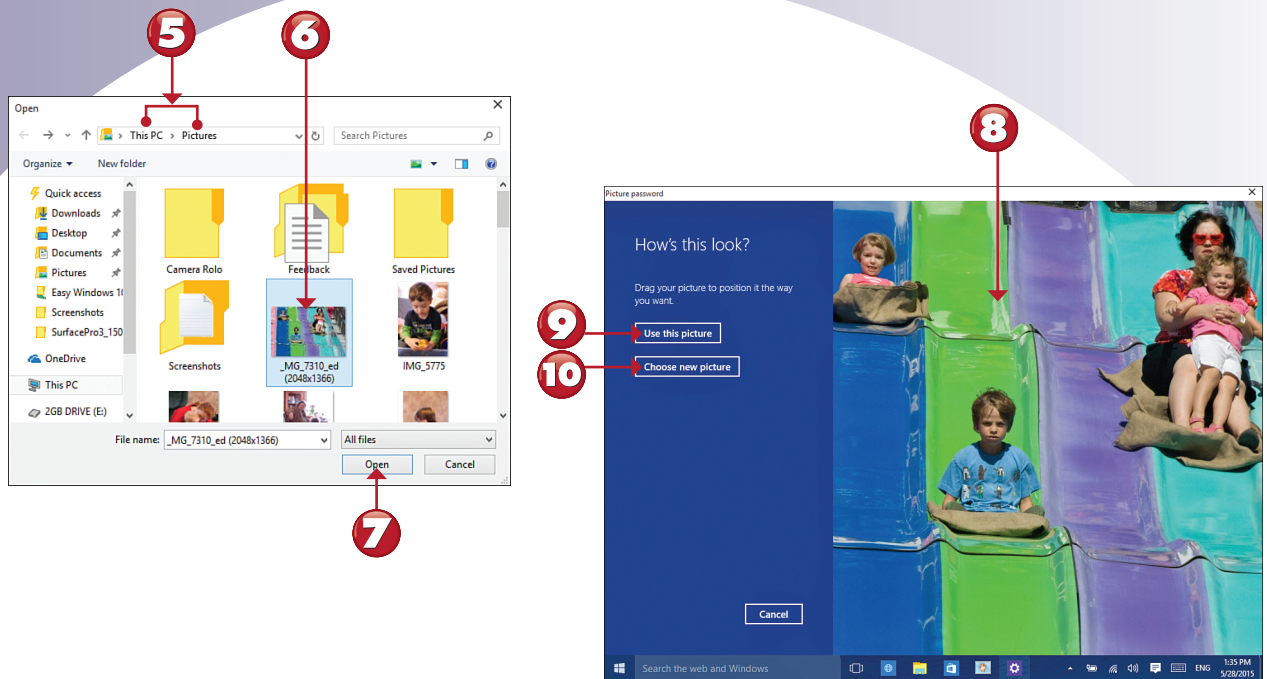 5
6
Open
This PC > Pictures
Search Pictures
Organize
New folder
Quick access
Downloads
Desktop
Documents
Pictures
Easy Windows 10
Screenshots
SurfacePro3_150
OneDrive
This PC
2GB DRIVE (E:)
Camera Rolo
Feedback
Saved Pictures
Screenshots
_MG_7310_ed
(2048x1366)
IMG_5775
File name:
_MG_7310_ed (2048x1366)
All files
Open
Cancel
7
8
Picture password
How's this look?
Drag your picture to position it the way
you want.
9
Use this picture
10
Choose new picture
Cancel
Search the web and Windows
ENG
1:35 PM
5/28/2015